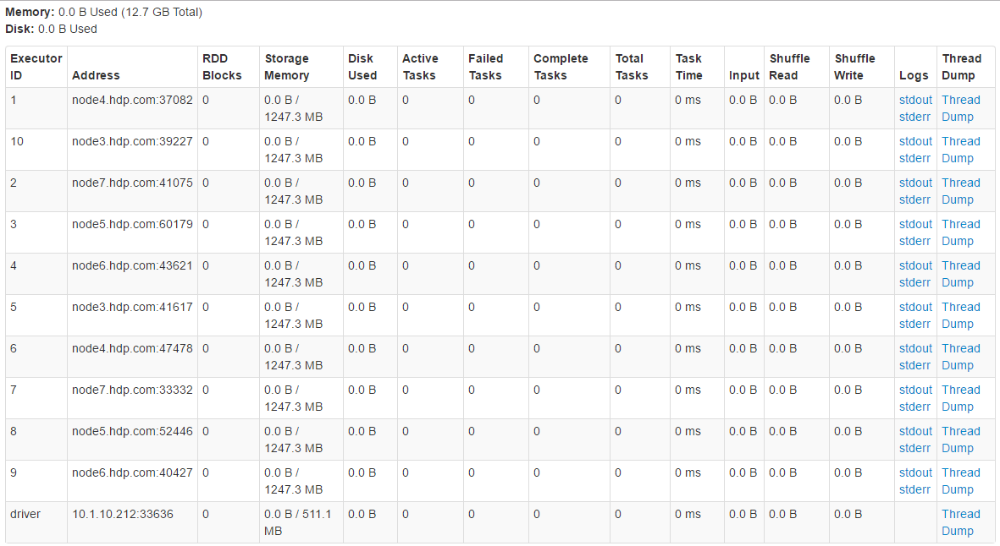 Memory: 0.0 B Used (12.7 GB Total)
Disk: 0.0 B Used
Executor ID Address RDD Blocks Storage Memory Disk Used Active Tasks Failed Tasks Complete Tasks Total Tasks Task Time Input Shuffle Read Shuffle Write Logs Thread Dump
1 node4.hdp.com:37082 0 0.0 B / 1247.3 MB 0.0 B 0 0 0 0 0 ms 0.0 B 0.0 B 0.0 B stdout stderr Thread Dump
10 node3.hdp.com:39227 0 0.0 B / 1247.3 MB 0.0 B 0 0 0 0 0 ms 0.0 B 0.0 B 0.0 B stdout stderr Thread Dump
2 node7.hdp.com:41075 0 0.0 B / 1247.3 MB 0.0 B 0 0 0 0 0 ms 0.0 B 0.0 B 0.0 B stdout stderr Thread Dump
3 node5.hdp.com:60179 0 0.0 B / 1247.3 MB 0.0 B 0 0 0 0 0 ms 0.0 B 0.0 B 0.0 B stdout stderr Thread Dump
4 node6.hdp.com:43621 0 0.0 B / 1247.3 MB 0.0 B 0 0 0 0 0 ms 0.0 B 0.0 B 0.0 B stdout stderr Thread Dump
5 node3.hdp.com:41617 0 0.0 B / 1247.3 MB 0.0 B 0 0 0 0 0 ms 0.0 B 0.0 B 0.0 B stdout stderr Thread Dump
6 node4.hdp.com:47478 0 0.0 B / 1247.3 MB 0.0 B 0 0 0 0 0 ms 0.0 B 0.0 B 0.0 B stdout stderr Thread Dump
7 node7.hdp.com:33332 0 0.0 B / 1247.3 MB 0.0 B 0 0 0 0 0 ms 0.0 B 0.0 B 0.0 B stdout stderr Thread Dump
8 node5.hdp.com:52446 0 0.0 B / 1247.3 MB 0.0 B 0 0 0 0 0 ms 0.0 B 0.0 B 0.0 B stdout stderr Thread Dump
9 node6.hdp.com:40427 0 0.0 B / 1247.3 MB 0.0 B 0 0 0 0 0 ms 0.0 B 0.0 B 0.0 B stdout stderr Thread Dump
driver 10.1.10.212:33636 0 0.0 B / 511.1 MB 0.0 B 0 0 0 0 0 ms 0.0 B 0.0 B 0.0 B Thread Dump